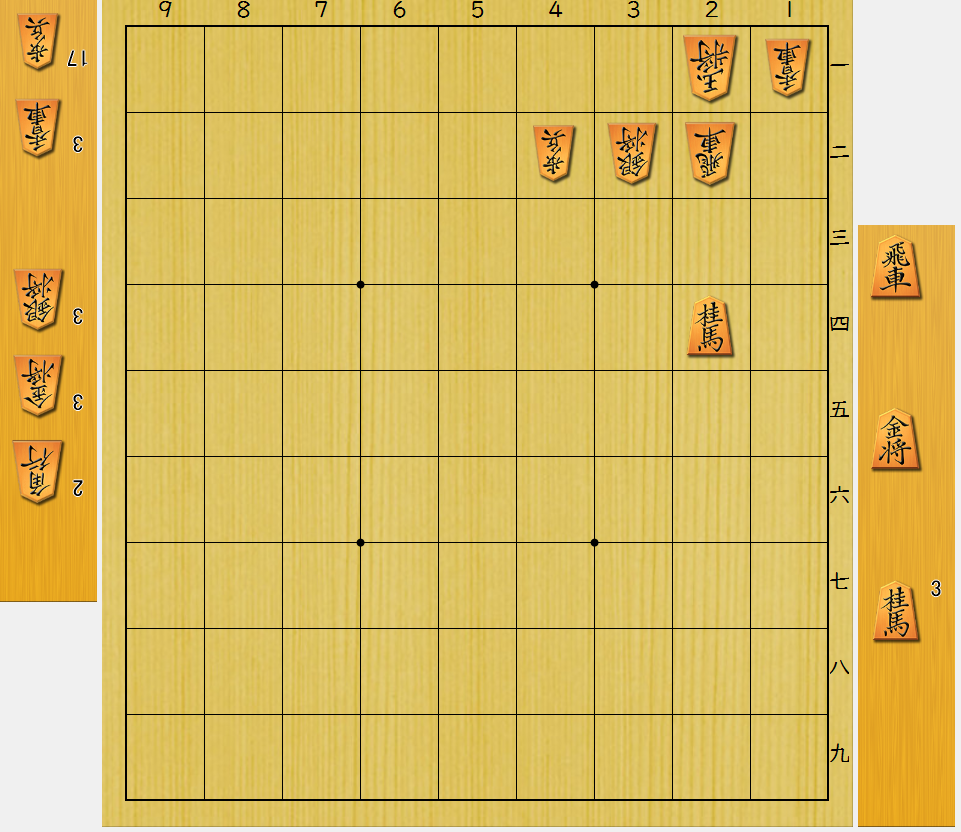 9 8 7 6 5 4 3 2 1
歩兵 17
香車 3
銀将 3
金将 3
角行 2
玉将 香車 一
歩兵 銀将 飛車 二
三
桂馬 四
五
六
七
八
九
飛車
金将
桂馬 3